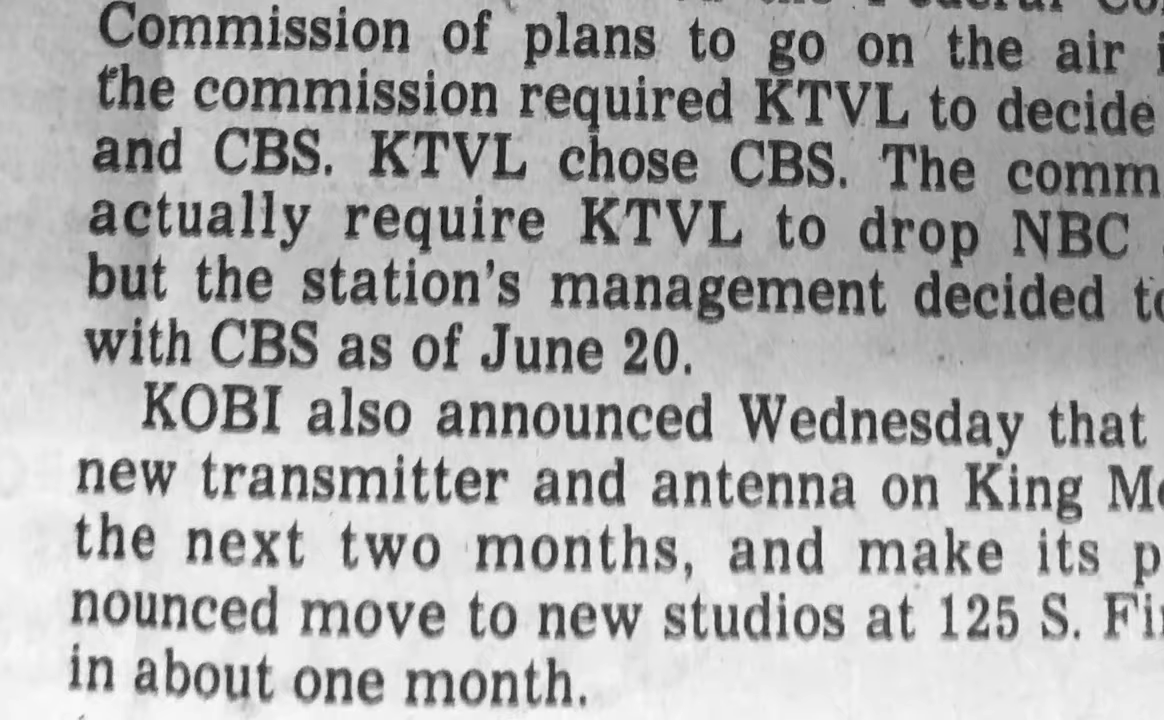 Commission of plans to go on the air
the commission required KTVL to decide
and CBS. KTVL chose CBS. The comm
actually require KTVL to drop NBC
but the station's management decided to
with CBS as of June 20.
KOBI also announced Wednesday that
new transmitter and antenna on King Mo
the next two months, and make its p
nounced move to new studios at 125 S. Fi
in about one month.